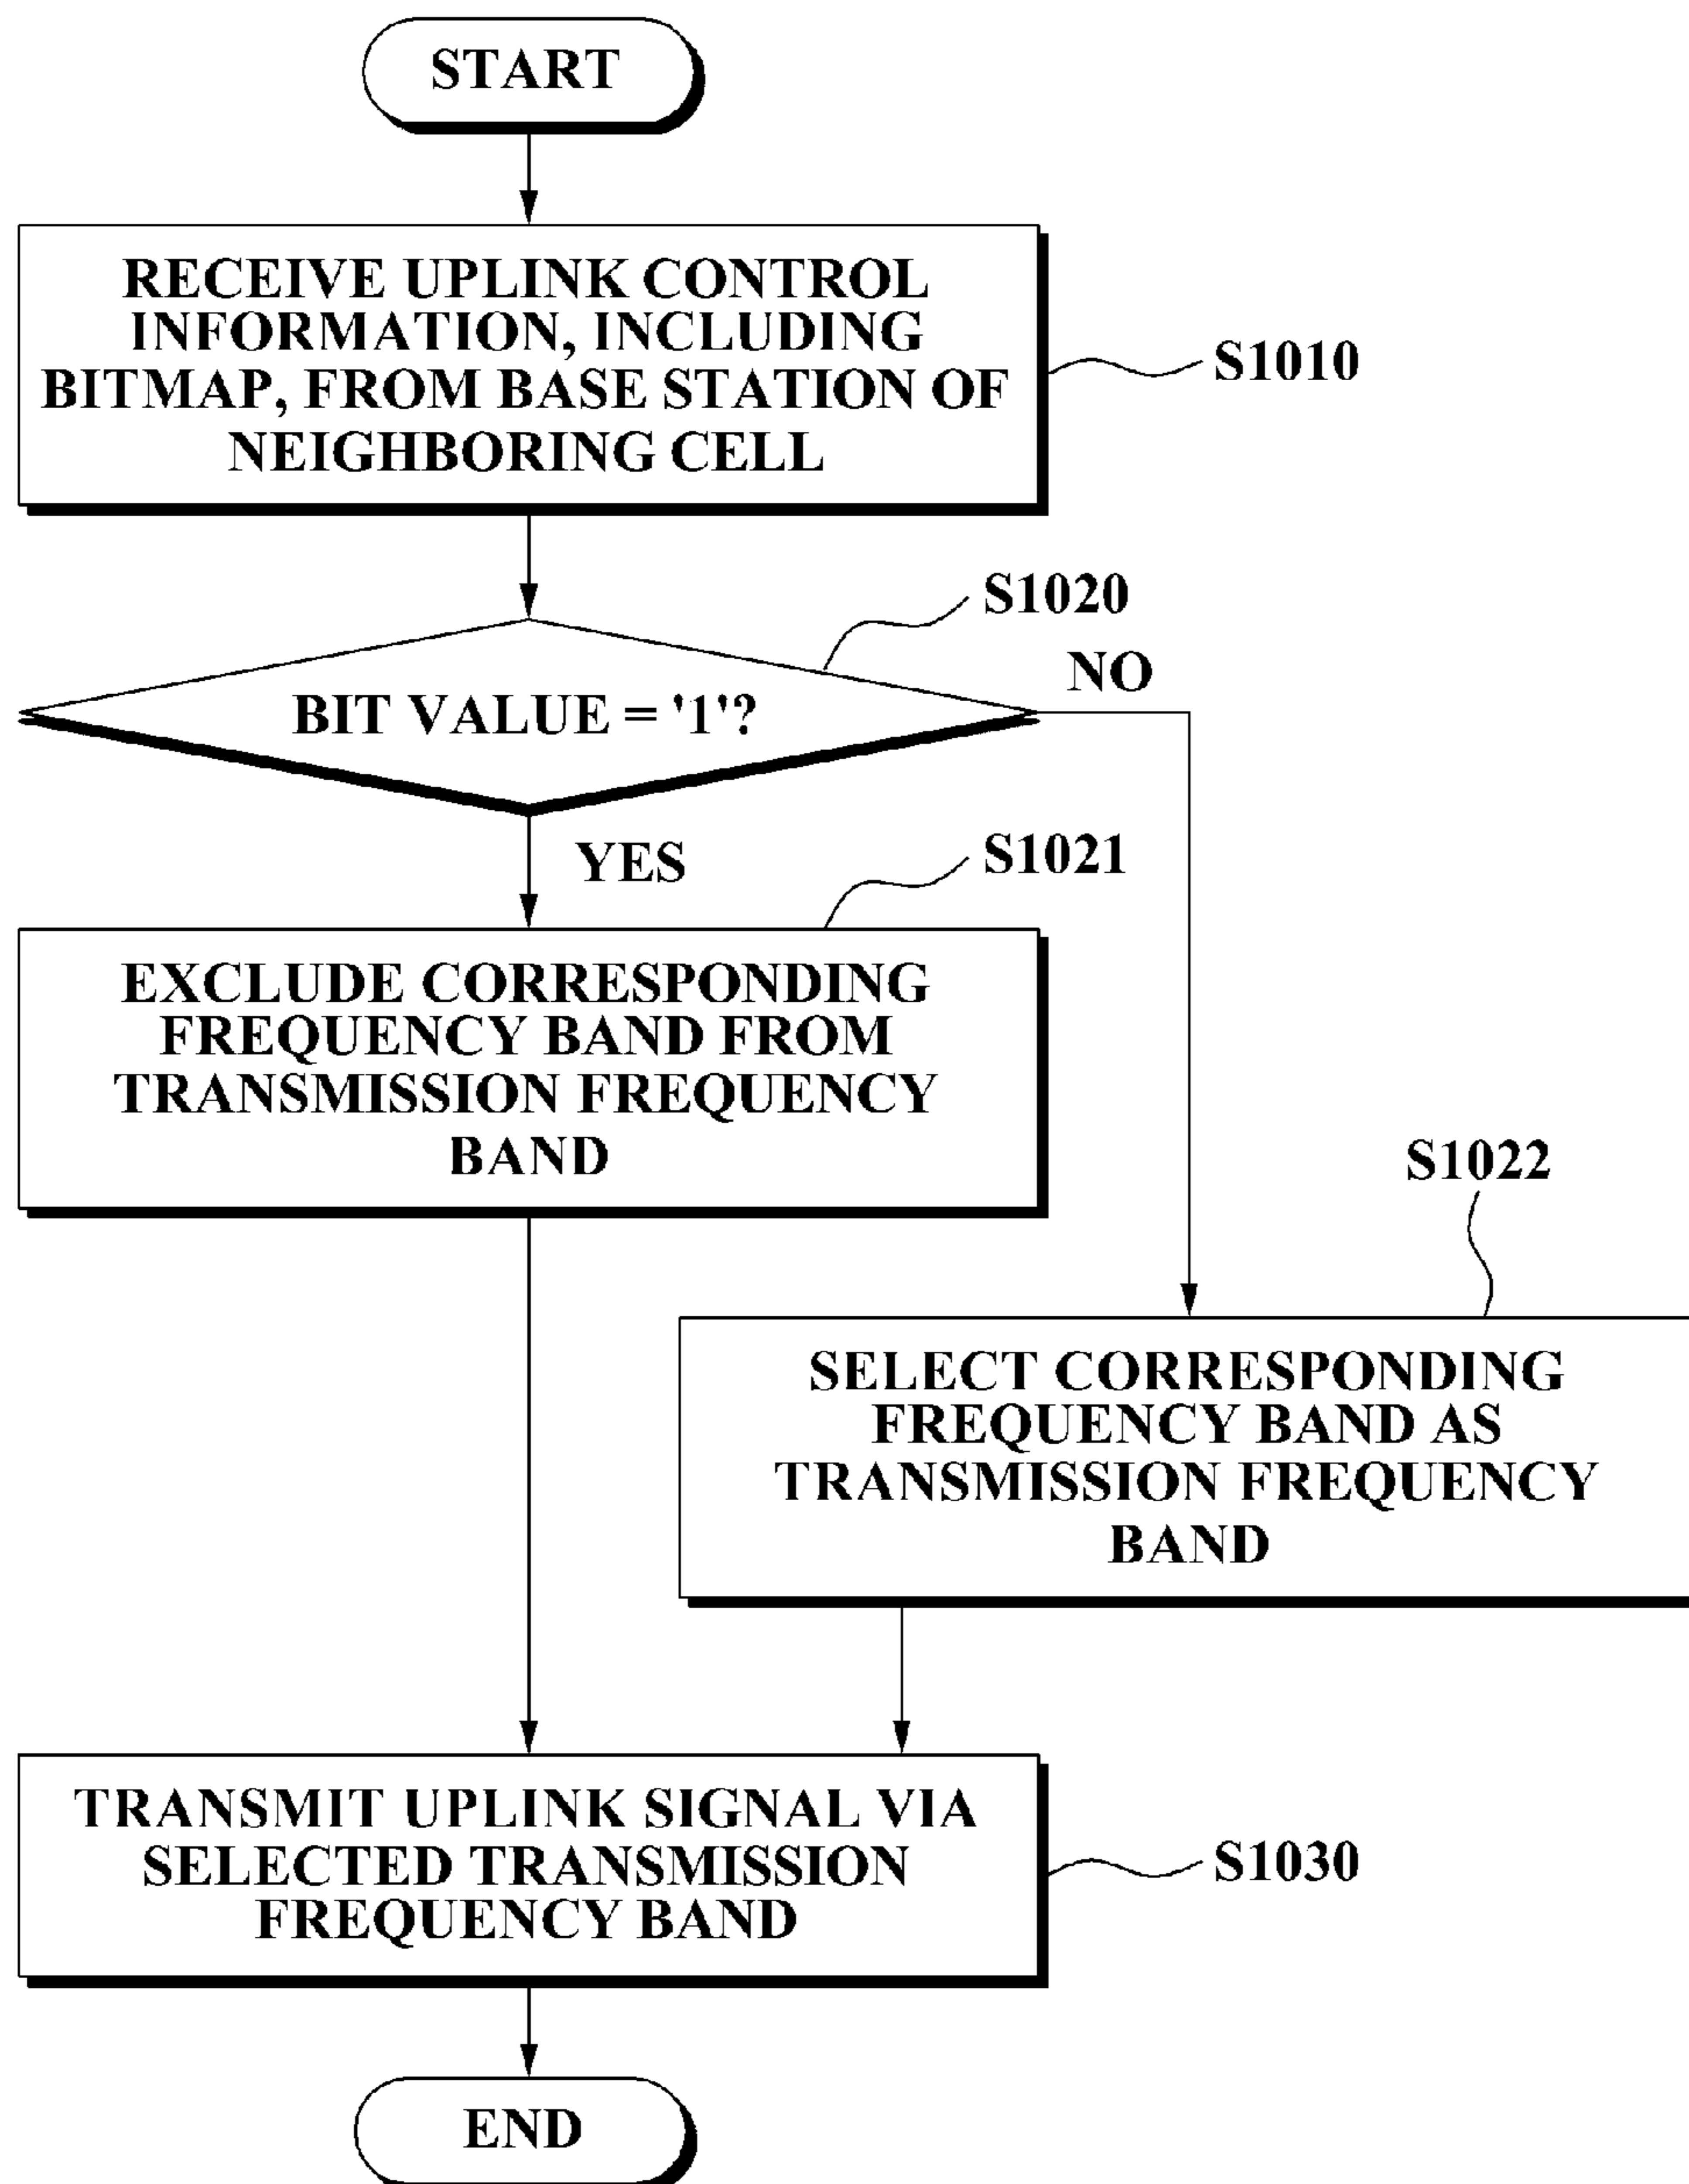 START
RECEIVE UPLINK CONTROL
INFORMATION, INCLUDING
BITMAP, FROM BASE STATION OF
NEIGHBORING CELL
S1010
S1020
BIT VALUE = '1'?
NO
YES
S1021
EXCLUDE CORRESPONDING
FREQUENCY BAND FROM
TRANSMISSION FREQUENCY
BAND
S1022
SELECT CORRESPONDING
FREQUENCY BAND AS
TRANSMISSION FREQUENCY
BAND
TRANSMIT UPLINK SIGNAL VIA
SELECTED TRANSMISSION
FREQUENCY BAND
S1030
END